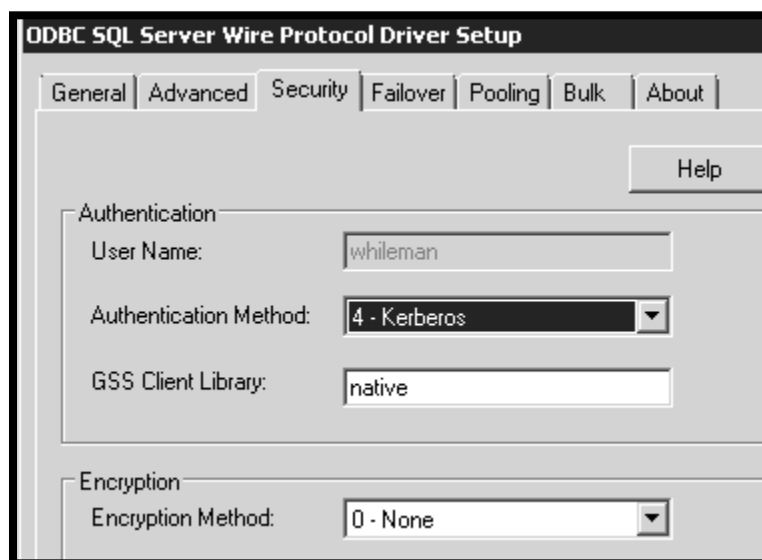 ODBC SQL Server Wire Protocol Driver Setup
General Advanced Security Failover Pooling Bulk About
Help
Authentication
User Name: whileman
Authentication Method: 4 - Kerberos
GSS Client Library: native
Encryption
Encryption Method: 0 - None